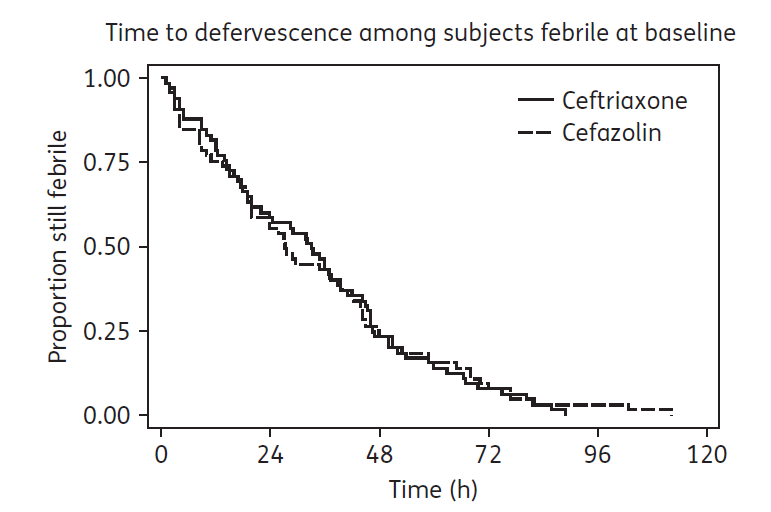 Time to defervescence among subjects febrile at baseline
1.00
0.75
0.50
0.25
0.00
Proportion still febrile
Ceftriaxone
Cefazolin
0 24 48 72 96 120
Time (h)